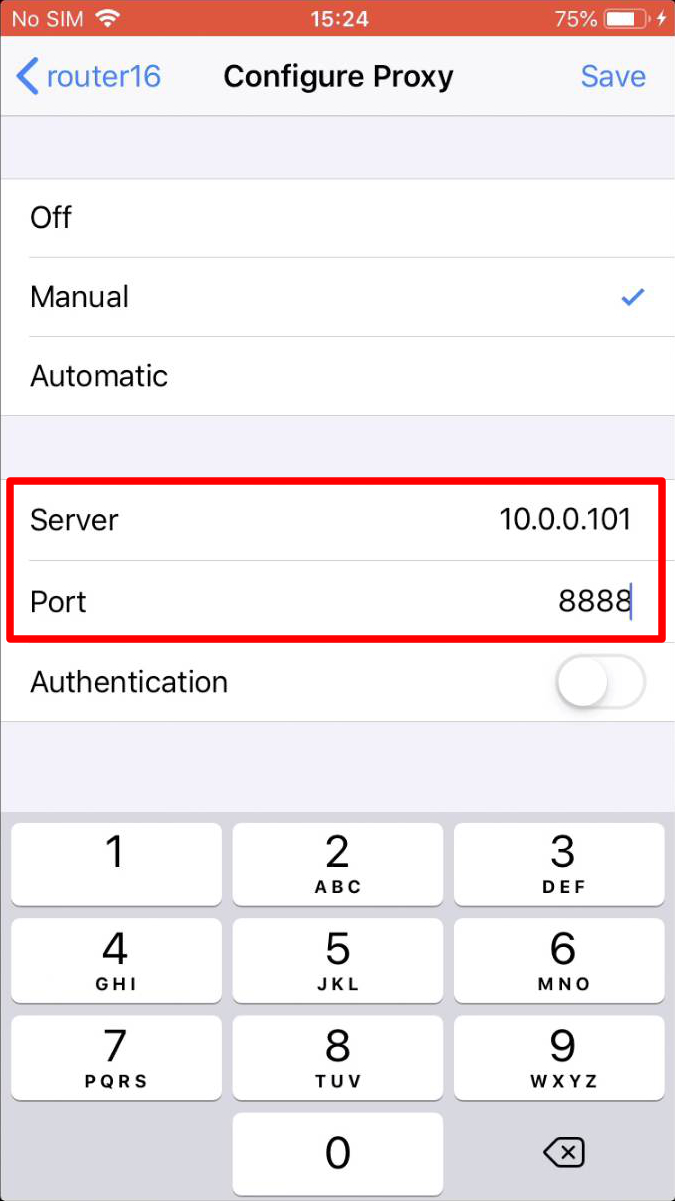 No SIM 15:24 75%
router16 Configure Proxy Save
Off
Manual
Automatic
Server 10.0.0.101
Port 8888
Authentication
1 2 3
ABC DEF
4 5 6
GHI JKL MNO
7 8 9
PQRS TUV WXYZ
0